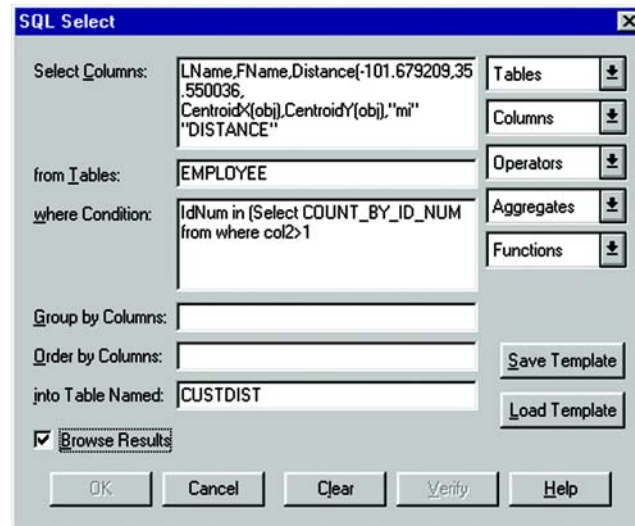 SQL Select
Select Columns:
LName,FName,Distance(-101.679209,35
.550036,
CentroidX(obj),CentroidY(obj),"mi"
"DISTANCE"
Tables
Columns
Operators
Aggregates
Functions
from Tables:
EMPLOYEE
where Condition:
IdNum in (Select COUNT_BY_ID_NUM
from where col2>1
Group by Columns:
Order by Columns:
into Table Named:
CUSTDIST
Save Template
Load Template
Browse Results
OK
Cancel
Clear
Verify
Help